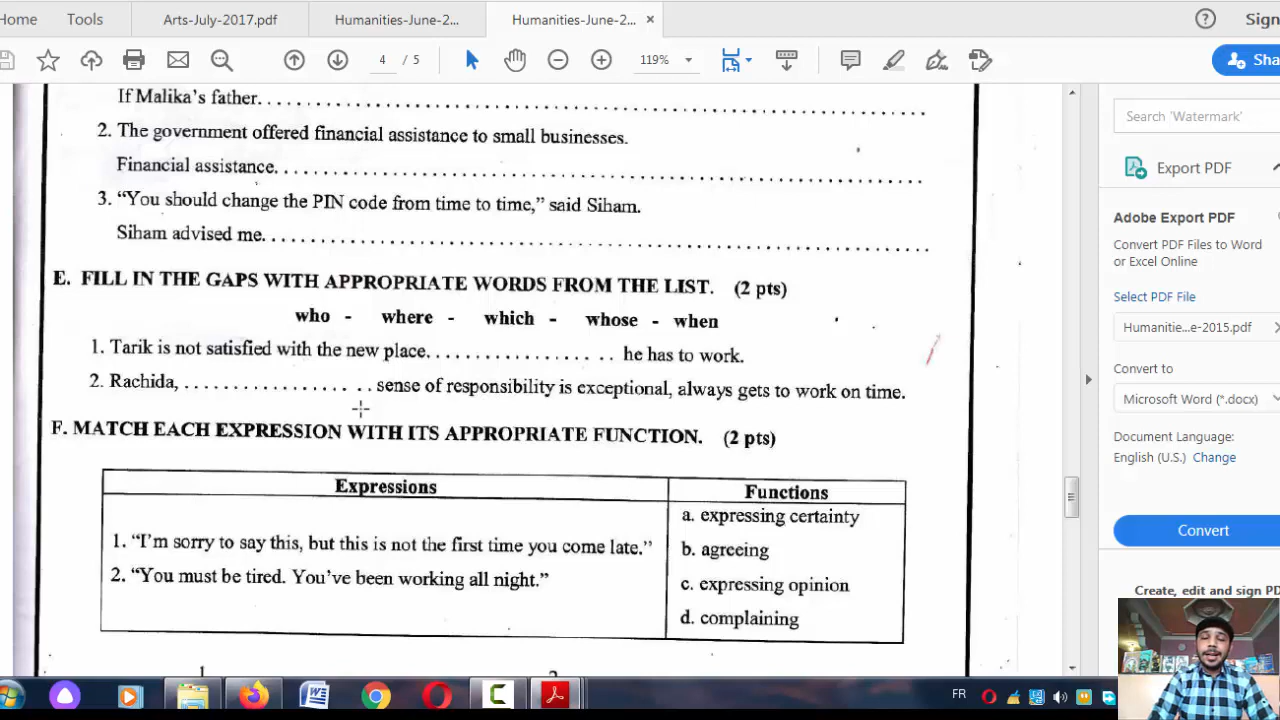 Home
Tools
Arts-July-2017.pdf
Humanities-June-2...
Humanities-June-2... ×
Sign
4 / 5
119%
Sha
If Malika's father. . . . . . . . . . . . . . . . . . . . . . . . . . . . . . . . . . . . . . . . . . . . . . . . . . . . . . . . . . . . . . .
2. The government offered financial assistance to small businesses.
Financial assistance. . . . . . . . . . . . . . . . . . . . . . . . . . . . . . . . . . . . . . . . . . . . . . . . . . . . . . . . . . . . .
3. "You should change the PIN code from time to time," said Siham.
Siham advised me. . . . . . . . . . . . . . . . . . . . . . . . . . . . . . . . . . . . . . . . . . . . . . . . . . . . . . . . . . . . . .
E. FILL IN THE GAPS WITH APPROPRIATE WORDS FROM THE LIST. (2 pts)
who - where - which - whose - when
1. Tarik is not satisfied with the new place. . . . . . . . . . . . . . . . . . he has to work.
2. Rachida, . . . . . . . . . . . . . . . . . . sense of responsibility is exceptional, always gets to work on time.
F. MATCH EACH EXPRESSION WITH ITS APPROPRIATE FUNCTION. (2 pts)
Expressions
Functions
1. "I'm sorry to say this, but this is not the first time you come late."
2. "You must be tired. You've been working all night."
a. expressing certainty
b. agreeing
c. expressing opinion
d. complaining
Search 'Watermark'
Export PDF
Adobe Export PDF
Convert PDF Files to Word
or Excel Online
Select PDF File
Humanitie...e-2015.pdf
Convert to
Microsoft Word (*.docx)
Document Language:
English (U.S.) Change
Convert
Create, edit and sign PD
FR